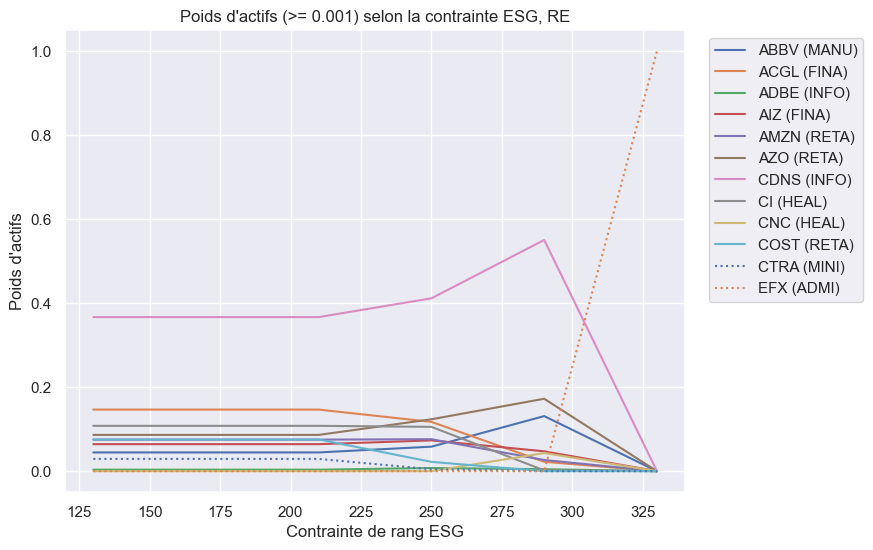 Poids d'actifs (>= 0.001) selon la contrainte ESG, RE
1.0
0.8
0.6
0.4
0.2
0.0
Poids d'actifs
125 150 175 200 225 250 275 300 325
Contrainte de rang ESG
ABBV (MANU)
ACGL (FINA)
ADBE (INFO)
AIZ (FINA)
AMZN (RETA)
AZO (RETA)
CDNS (INFO)
CI (HEAL)
CNC (HEAL)
COST (RETA)
CTRA (MINI)
EFX (ADMI)